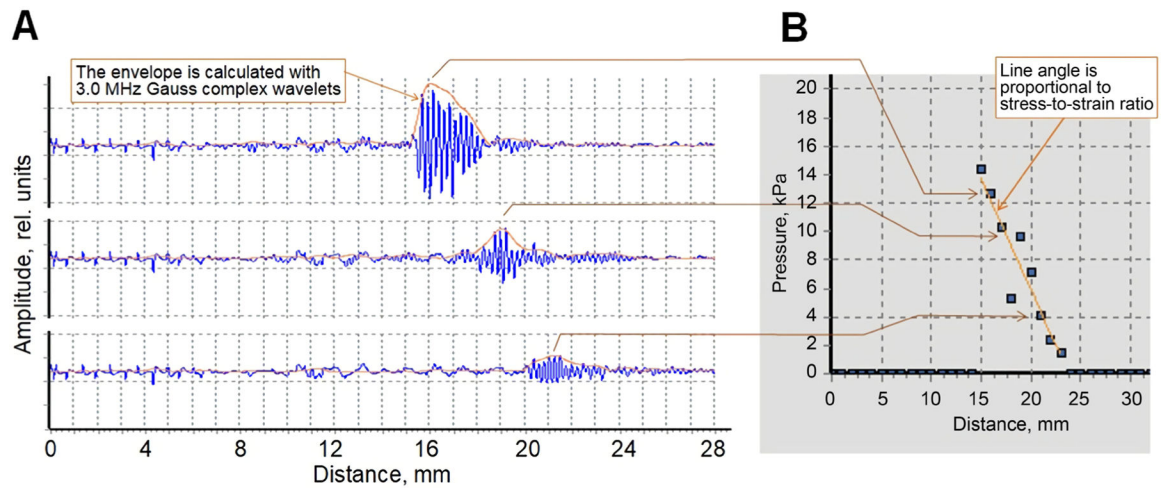 A
The envelope is calculated with
3.0 MHz Gauss complex wavelets
Amplitude, rel. units
0 4 8 12 16 20 24 28
Distance, mm
B
Line angle is
proportional to
stress-to-strain ratio
Pressure, kPa
20
18
16
14
12
10
8
6
4
2
0
0 5 10 15 20 25 30
Distance, mm